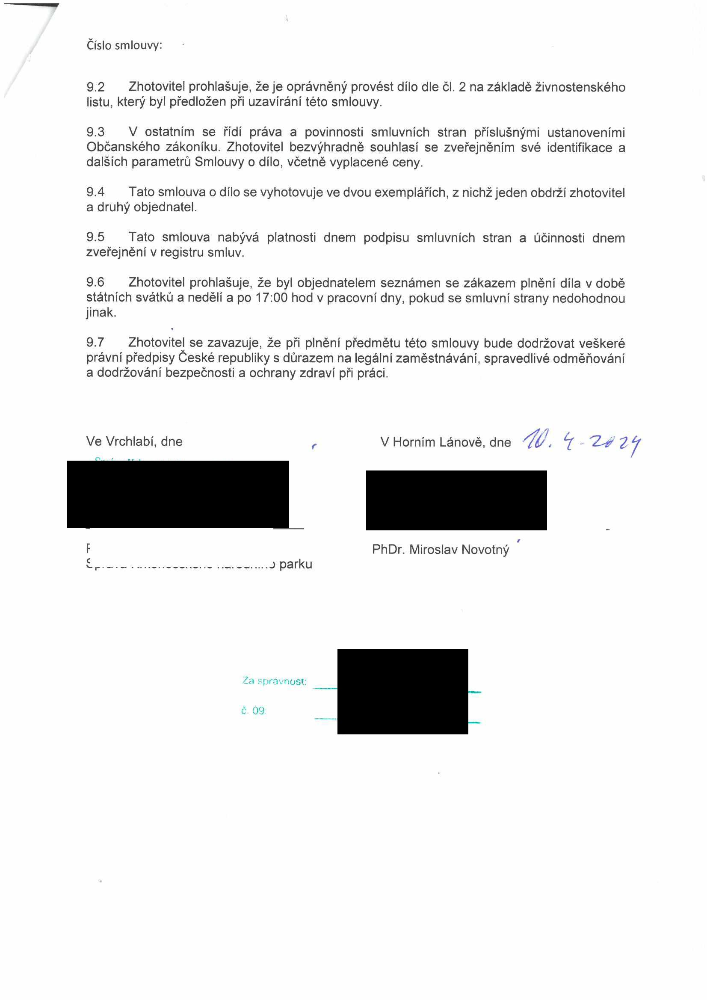 Číslo smlouvy:
9.2 Zhotovitel prohlašuje, že je oprávněný provést dílo dle čl. 2 na základě živnostenského
listu, který byl předložen při uzavírání této smlouvy.
9.3 V ostatním se řídí práva a povinnosti smluvních stran příslušnými ustanoveními
Občanského zákoníku. Zhotovitel bezvýhradně souhlasí se zveřejněním své identifikace a
dalších parametrů Smlouvy o dílo, včetně vyplacené ceny.
9.4 Tato smlouva o dílo se vyhotovuje ve dvou exemplářích, z nichž jeden obdrží zhotovitel
a druhý objednatel.
9.5 Tato smlouva nabývá platnosti dnem podpisu smluvních stran a účinnosti dnem
zveřejnění v registru smluv.
9.6 Zhotovitel prohlašuje, že byl objednatelem seznámen se zákazem plnění díla v době
státních svátků a nedělí a po 17:00 hod v pracovní dny, pokud se smluvní strany nedohodnou
jinak.
9.7 Zhotovitel se zavazuje, že při plnění předmětu této smlouvy bude dodržovat veškeré
právní předpisy České republiky s důrazem na legální zaměstnávání, spravedlivé odměňování
a dodržování bezpečnosti a ochrany zdraví při práci.
Ve Vrchlabí, dne
V Horním Lánově, dne 10. 4. 2024
PhDr. Miroslav Novotný
parku
Za správnost:
č. 09: